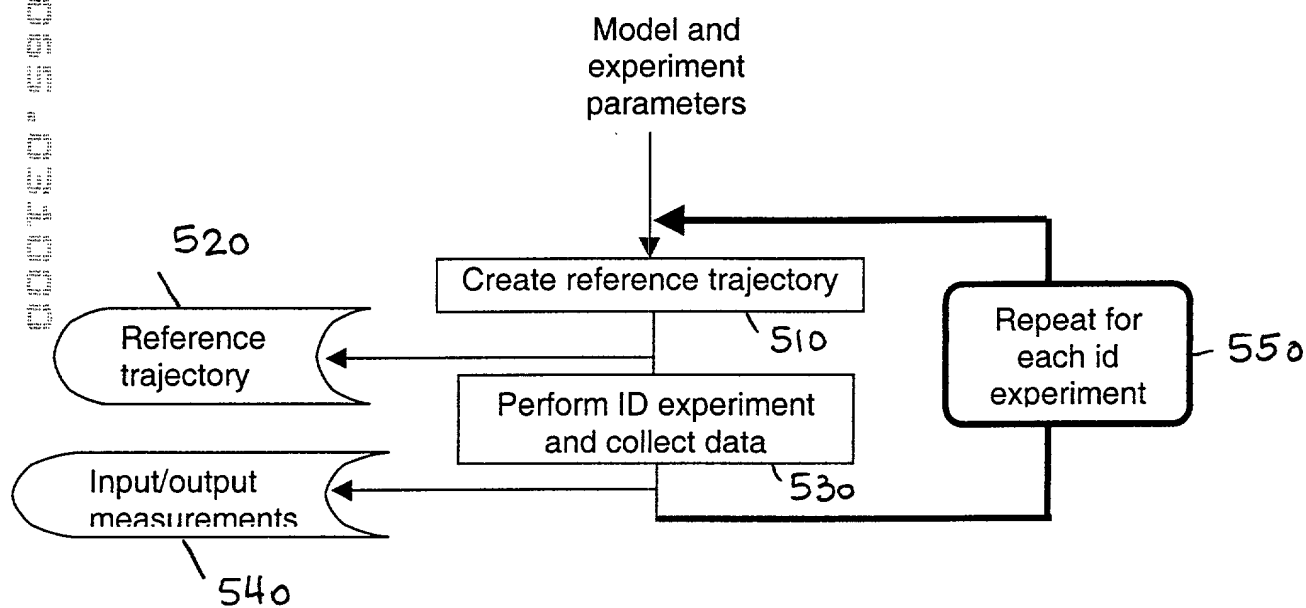 Model and
experiment
parameters
520
Create reference trajectory
510
Reference
trajectory
Repeat for
each id
experiment
550
Perform ID experiment
and collect data
530
Input/output
measurements
540